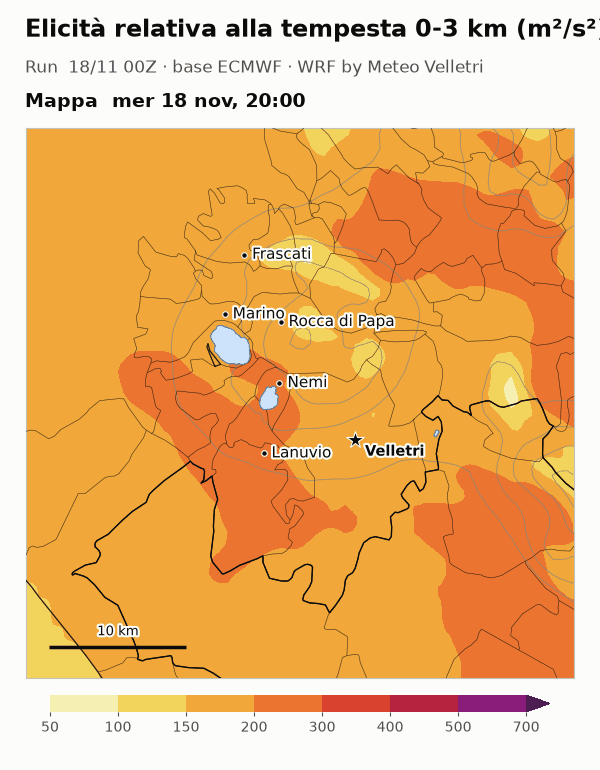 Elicità relativa alla tempesta 0-3 km (m²/s²)
Run 18/11 00Z · base ECMWF · WRF by Meteo Velletri
Mappa mer 18 nov, 20:00
Frascati
Marino
Rocca di Papa
Nemi
Velletri
Lanuvio
10 km
50 100 150 200 300 400 500 700